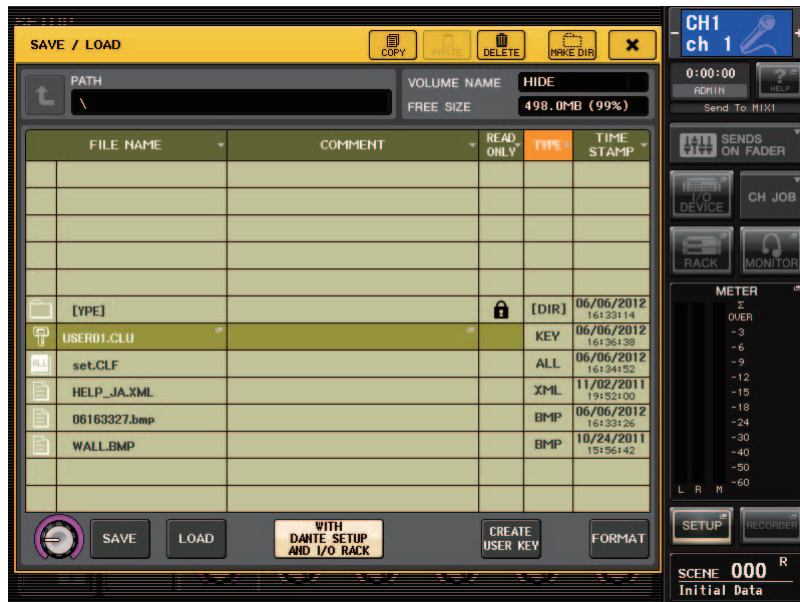 SAVE / LOAD
COPY
PASTE
DELETE
MAKE DIR
PATH
\
VOLUME NAME
HIDE
FREE SIZE
498.0MB (99%)
FILE NAME
COMMENT
READ ONLY
TYPE
TIME STAMP
[YPE]
[DIR]
06/06/2012
16:33:14
USER01.CLU
KEY
06/06/2012
16:36:38
ALL
set.CLF
ALL
06/06/2012
16:34:52
HELP_JA.XML
XML
11/02/2011
19:52:00
06163327.bmp
BMP
06/06/2012
16:33:26
WALL.BMP
BMP
10/24/2011
15:56:42
SAVE
LOAD
WITH
DANTE SETUP
AND I/O RACK
CREATE
USER KEY
FORMAT
CH1
ch 1
0:00:00
ADMIN
?
HELP
Send To MIX1
SENDS
ON FADER
I/O
DEVICE
CH JOB
RACK
MONITOR
METER
Σ
OVER
-3
-6
-9
-12
-15
-18
-24
-30
-40
-50
-60
L R M
SETUP
RECORDER
SCENE 000 R
Initial Data